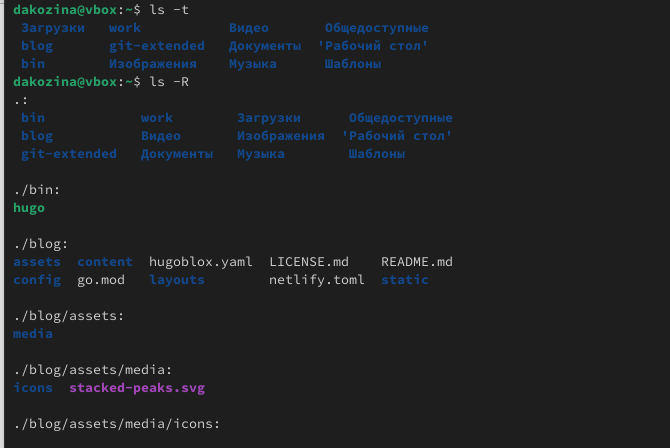 dakozina@vbox:~$ ls -t
Загрузки work Видео Общедоступные
blog git-extended Документы 'Рабочий стол'
bin Изображения Музыка Шаблоны
dakozina@vbox:~$ ls -R
.:
bin work Загрузки Общедоступные
blog Видео Изображения 'Рабочий стол'
git-extended Документы Музыка Шаблоны
./bin:
hugo
./blog:
assets content hugoblox.yaml LICENSE.md README.md
config go.mod layouts netlify.toml static
./blog/assets:
media
./blog/assets/media:
icons stacked-peaks.svg
./blog/assets/media/icons: